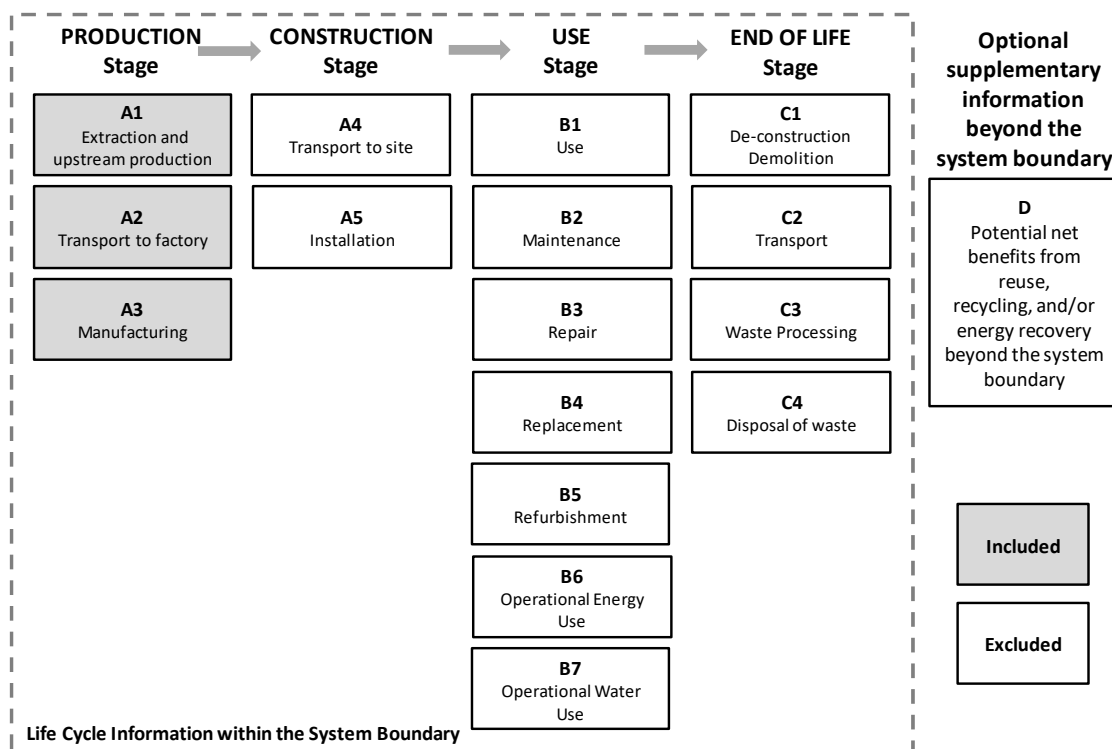 PRODUCTION
Stage
CONSTRUCTION
Stage
USE
Stage
END OF LIFE
Stage
A1
Extraction and
upstream production
A2
Transport to factory
A3
Manufacturing
A4
Transport to site
A5
Installation
B1
Use
B2
Maintenance
B3
Repair
B4
Replacement
B5
Refurbishment
B6
Operational Energy
Use
B7
Operational Water
Use
C1
De-construction
Demolition
C2
Transport
C3
Waste Processing
C4
Disposal of waste
Life Cycle Information within the System Boundary
Optional
supplementary
information
beyond the
system boundary
D
Potential net
benefits from
reuse,
recycling, and/or
energy recovery
beyond the system
boundary
Included
Excluded